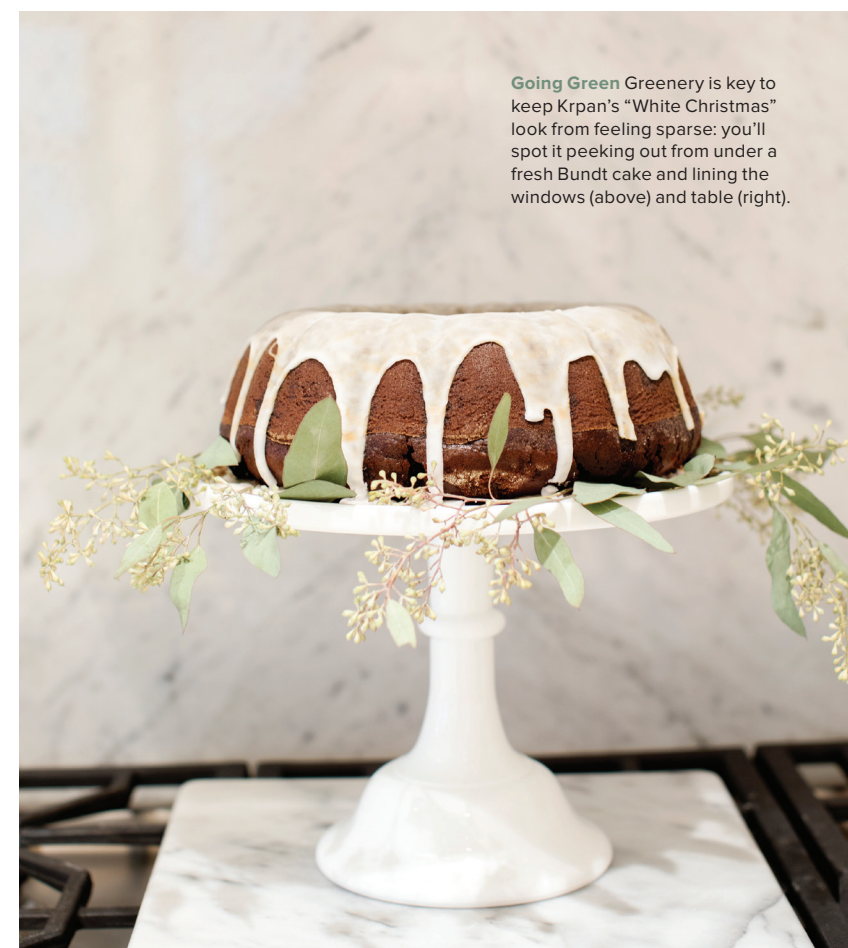 Going Green Greenery is key to
keep Krpan’s “White Christmas”
look from feeling sparse: you’ll
spot it peeking out from under a
fresh Bundt cake and lining the
windows (above) and table (right).